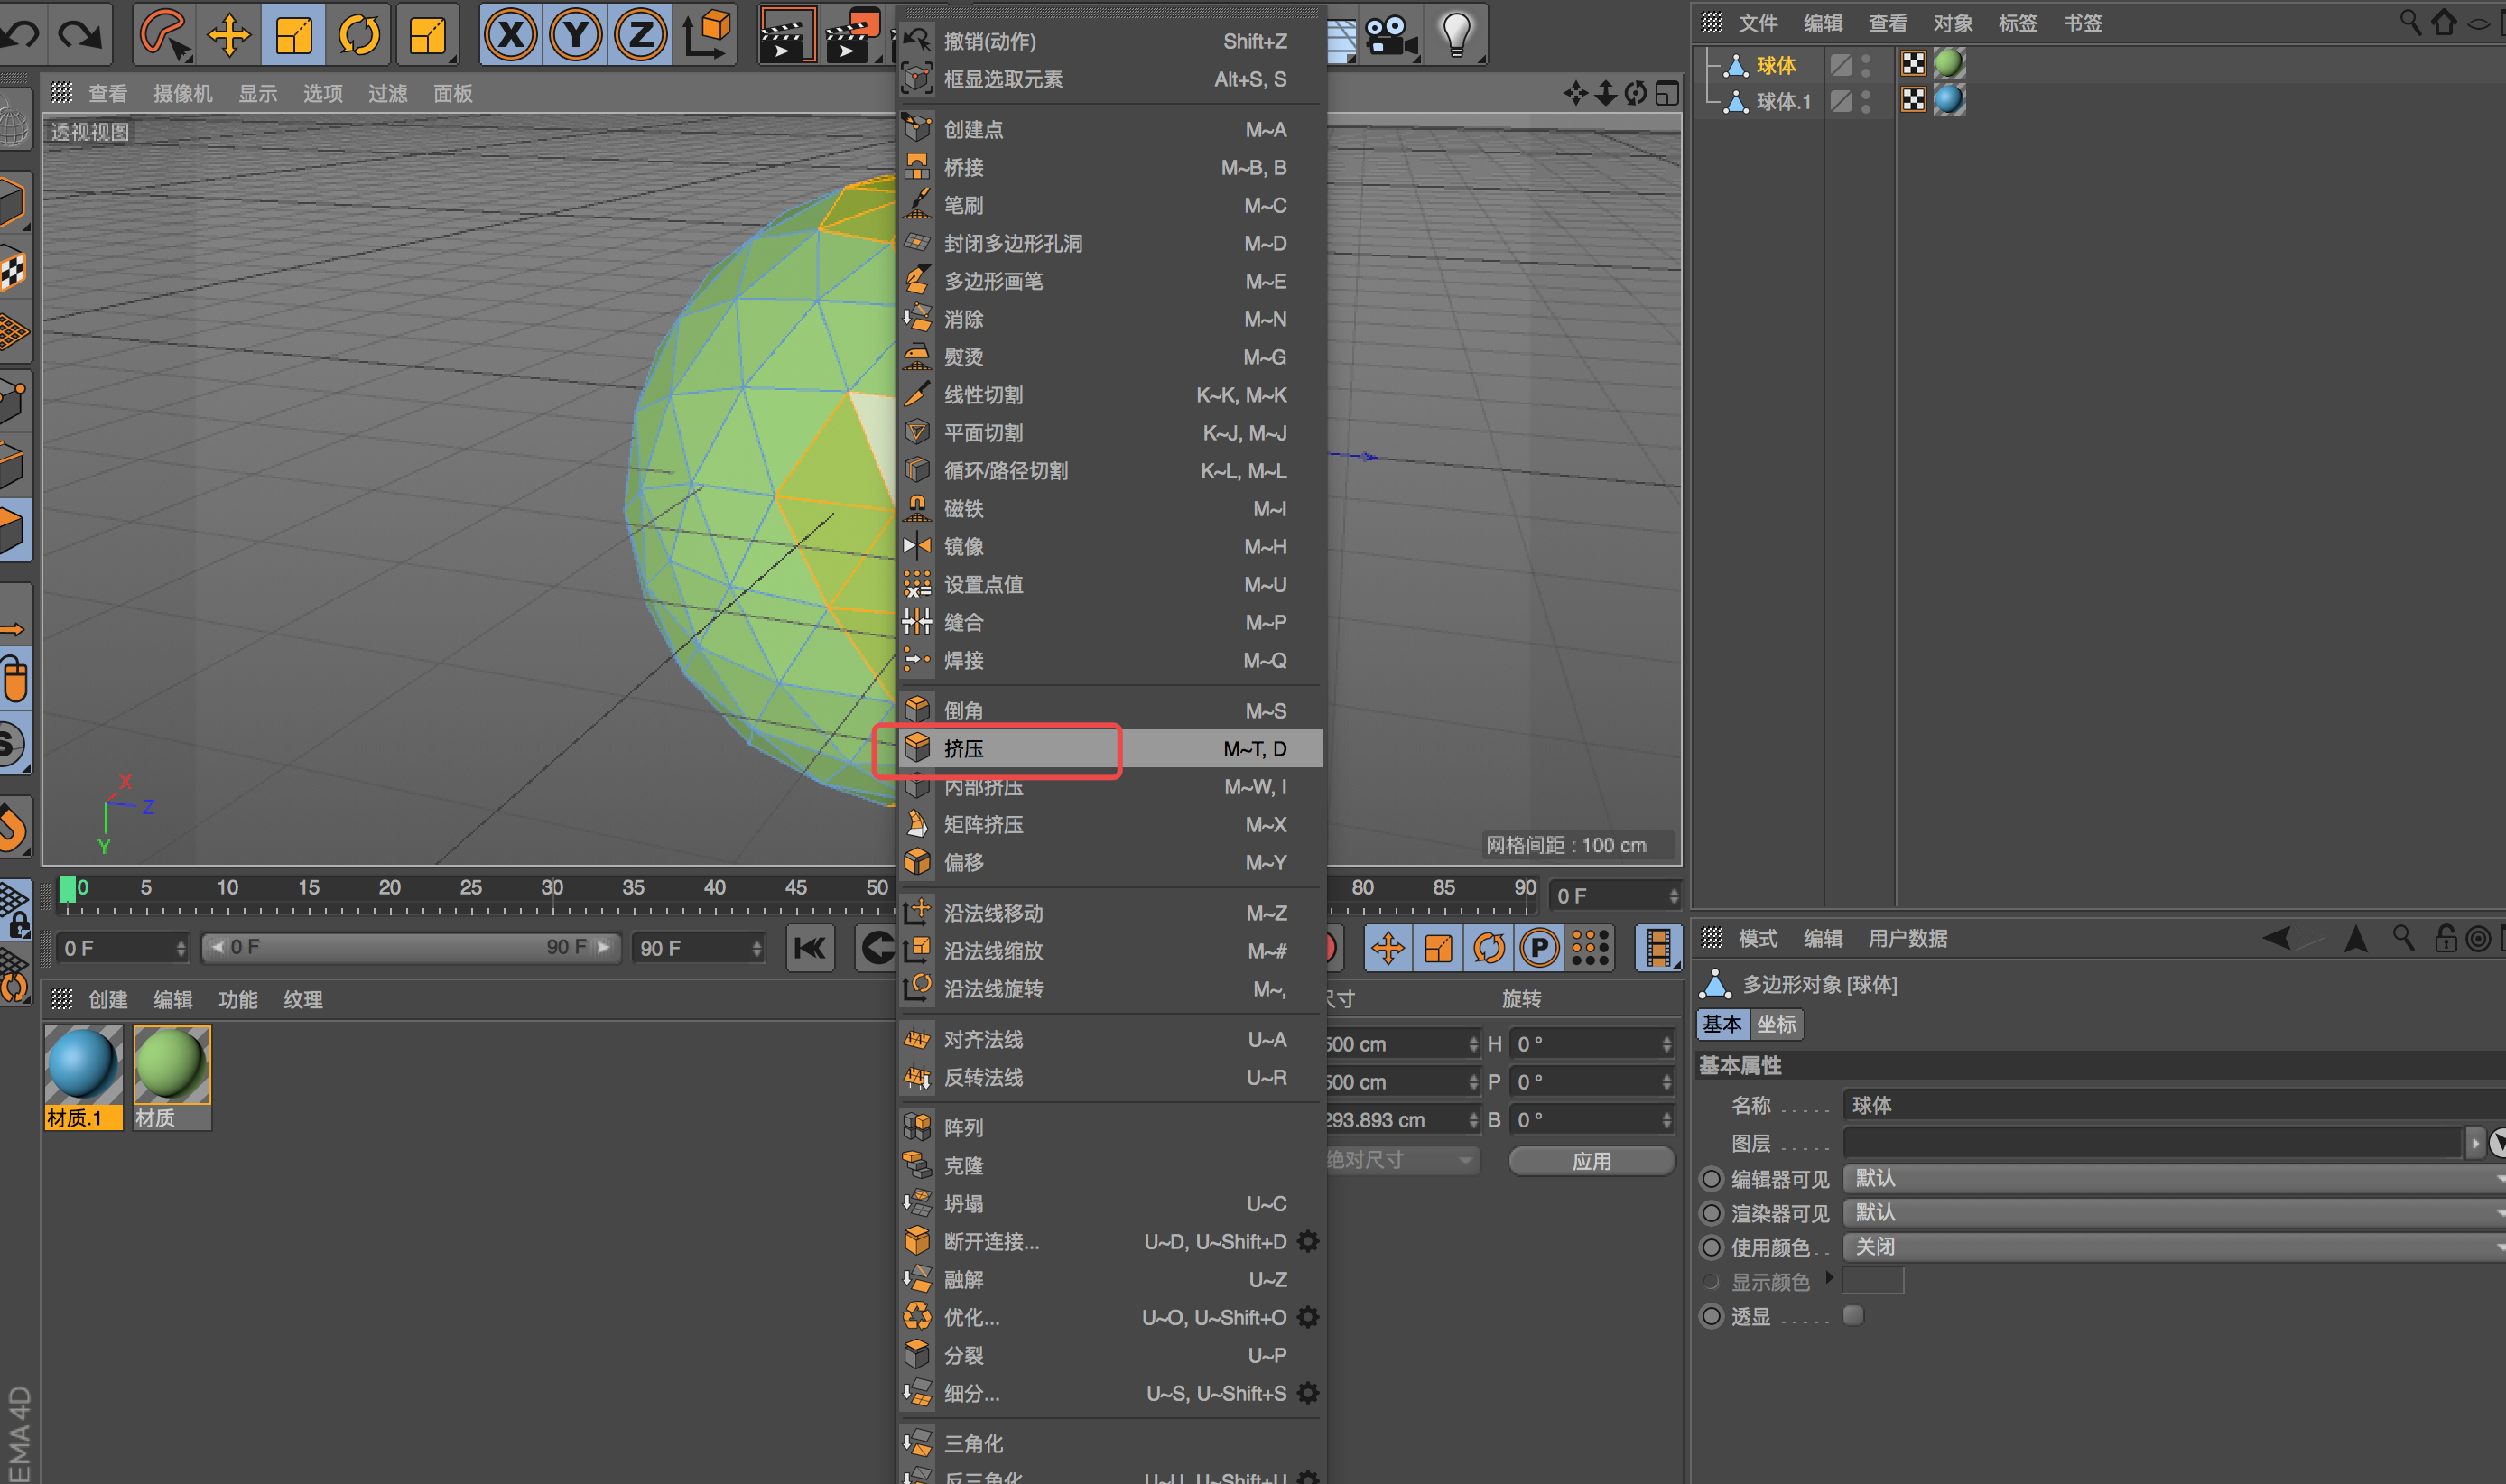 X Y Z
文件 编辑 查看 对象 标签 书签
球体
球体.1
查看 摄像机 显示 选项 过滤 面板
透视视图
撤销(动作) Shift+Z
框显选取元素 Alt+S, S
创建点 M~A
桥接 M~B, B
笔刷 M~C
封闭多边形孔洞 M~D
多边形画笔 M~E
消除 M~N
熨烫 M~G
线性切割 K~K, M~K
平面切割 K~J, M~J
循环/路径切割 K~L, M~L
磁铁 M~I
镜像 M~H
设置点值 M~U
缝合 M~P
焊接 M~Q
倒角 M~S
挤压 M~T, D
内部挤压 M~W, I
矩阵挤压 M~X
偏移 M~Y
沿法线移动 M~Z
沿法线缩放 M~#
沿法线旋转 M~,
对齐法线 U~A
反转法线 U~R
阵列
克隆
坍塌 U~C
断开连接... U~D, U~Shift+D
融解 U~Z
优化... U~O, U~Shift+O
分裂 U~P
细分... U~S, U~Shift+S
三角化
反三角化 U~U, U~Shift+U
X
Z
Y
S
网格间距 : 100 cm
0 5 10 15 20 25 30 35 40 45 50 80 85 90 0 F
0 F 0 F 90 F 90 F P
创建 编辑 功能 纹理
材质.1 材质
尺寸 旋转
500 cm H 0 °
500 cm P 0 °
293.893 cm B 0 °
绝对尺寸 应用
模式 编辑 用户数据
多边形对象 [球体]
基本 坐标
基本属性
名称 . . . . . 球体
图层 . . . . .
编辑器可见 默认
渲染器可见 默认
使用颜色. . 关闭
显示颜色
透显 . . . . .
EMA 4D